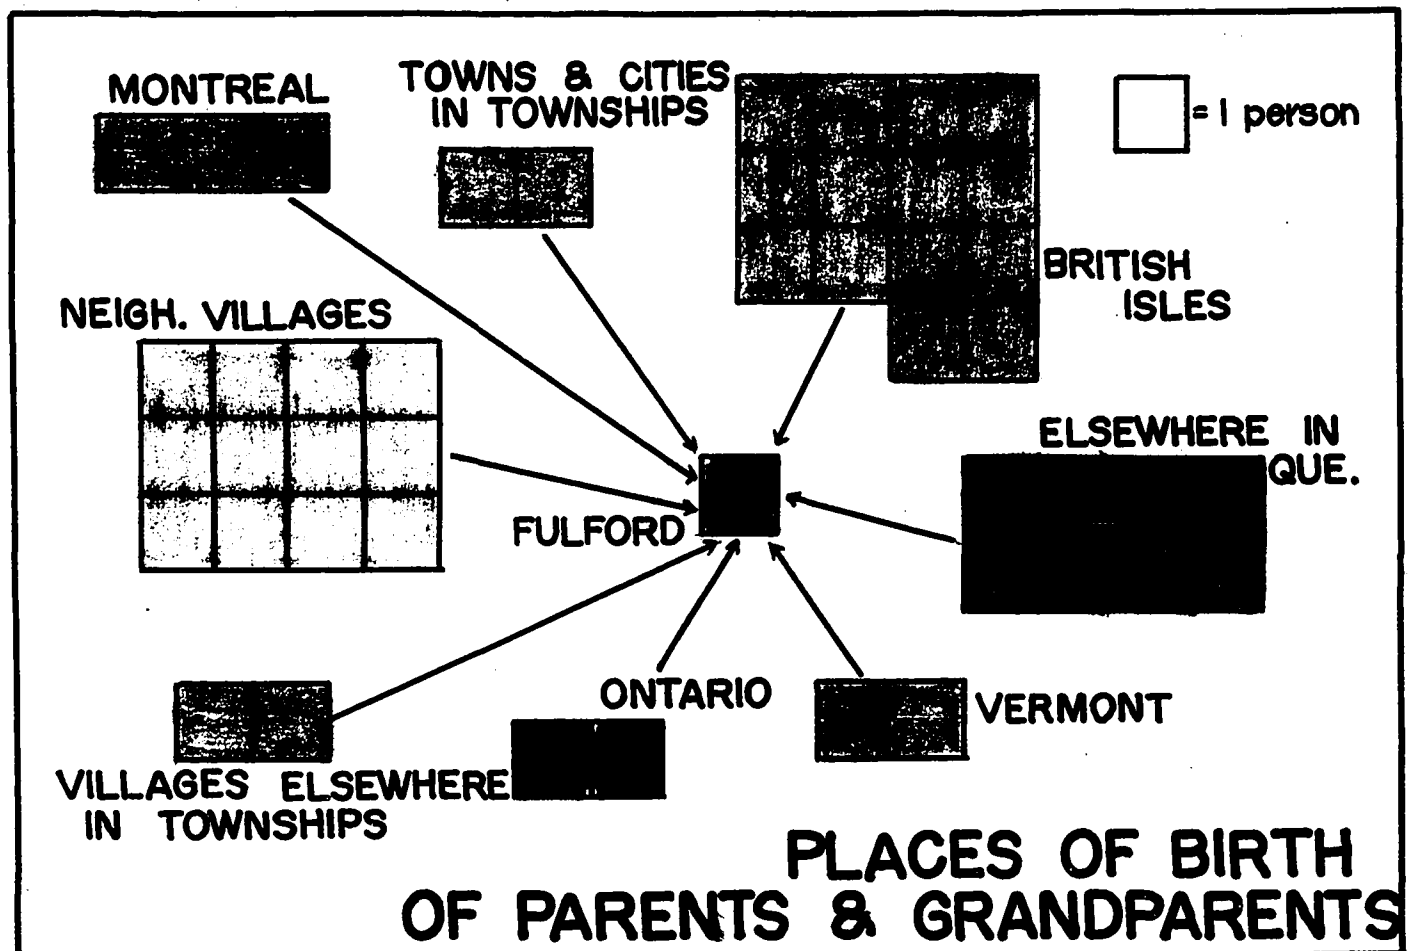 MONTREAL
TOWNS & CITIES
IN TOWNSHIPS
= 1 person
BRITISH
ISLES
NEIGH. VILLAGES
ELSEWHERE IN
QUE.
FULFORD
ONTARIO
VERMONT
VILLAGES ELSEWHERE
IN TOWNSHIPS
PLACES OF BIRTH
OF PARENTS & GRANDPARENTS